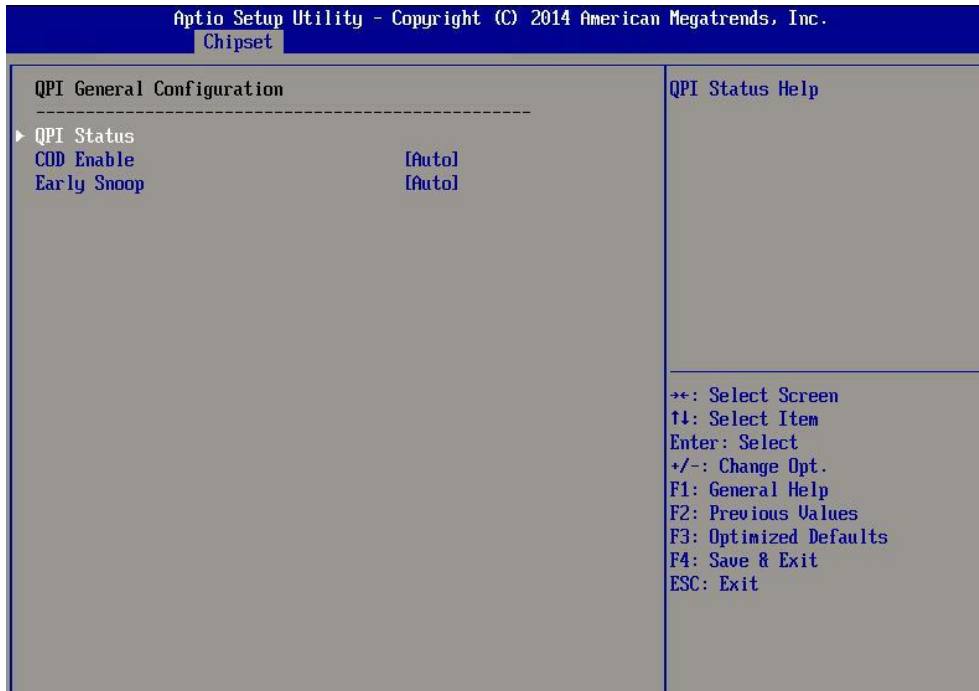 Aptio Setup Utility - Copyright (C) 2014 American Megatrends, Inc.
Chipset
QPI General Configuration
------------------------------------------------
QPI Status
COD Enable [Auto]
Early Snoop [Auto]
QPI Status Help
→←: Select Screen
↑↓: Select Item
Enter: Select
+/-: Change Opt.
F1: General Help
F2: Previous Values
F3: Optimized Defaults
F4: Save & Exit
ESC: Exit